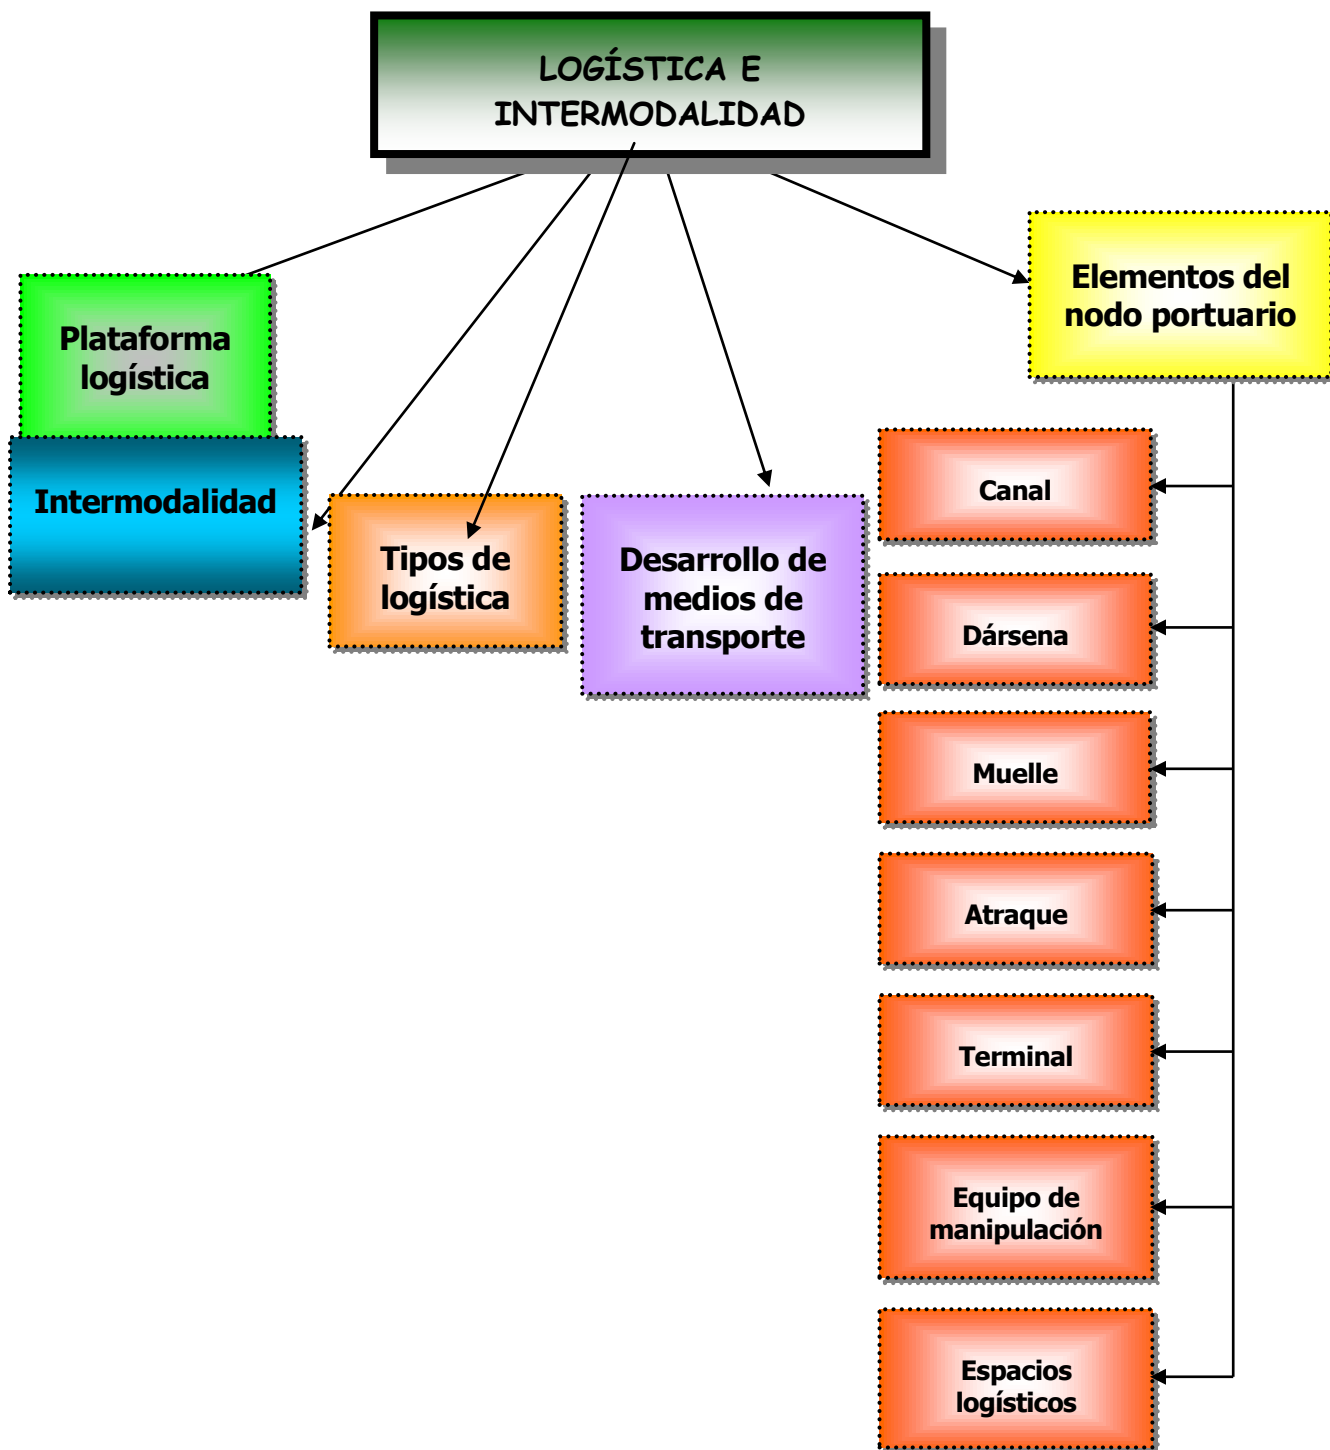 LOGÍSTICA E
INTERMODALIDAD
Plataforma
logística
Intermodalidad
Tipos de
logística
Desarrollo de
medios de
transporte
Elementos del
nodo portuario
Canal
Dársena
Muelle
Atraque
Terminal
Equipo de
manipulación
Espacios
logísticos